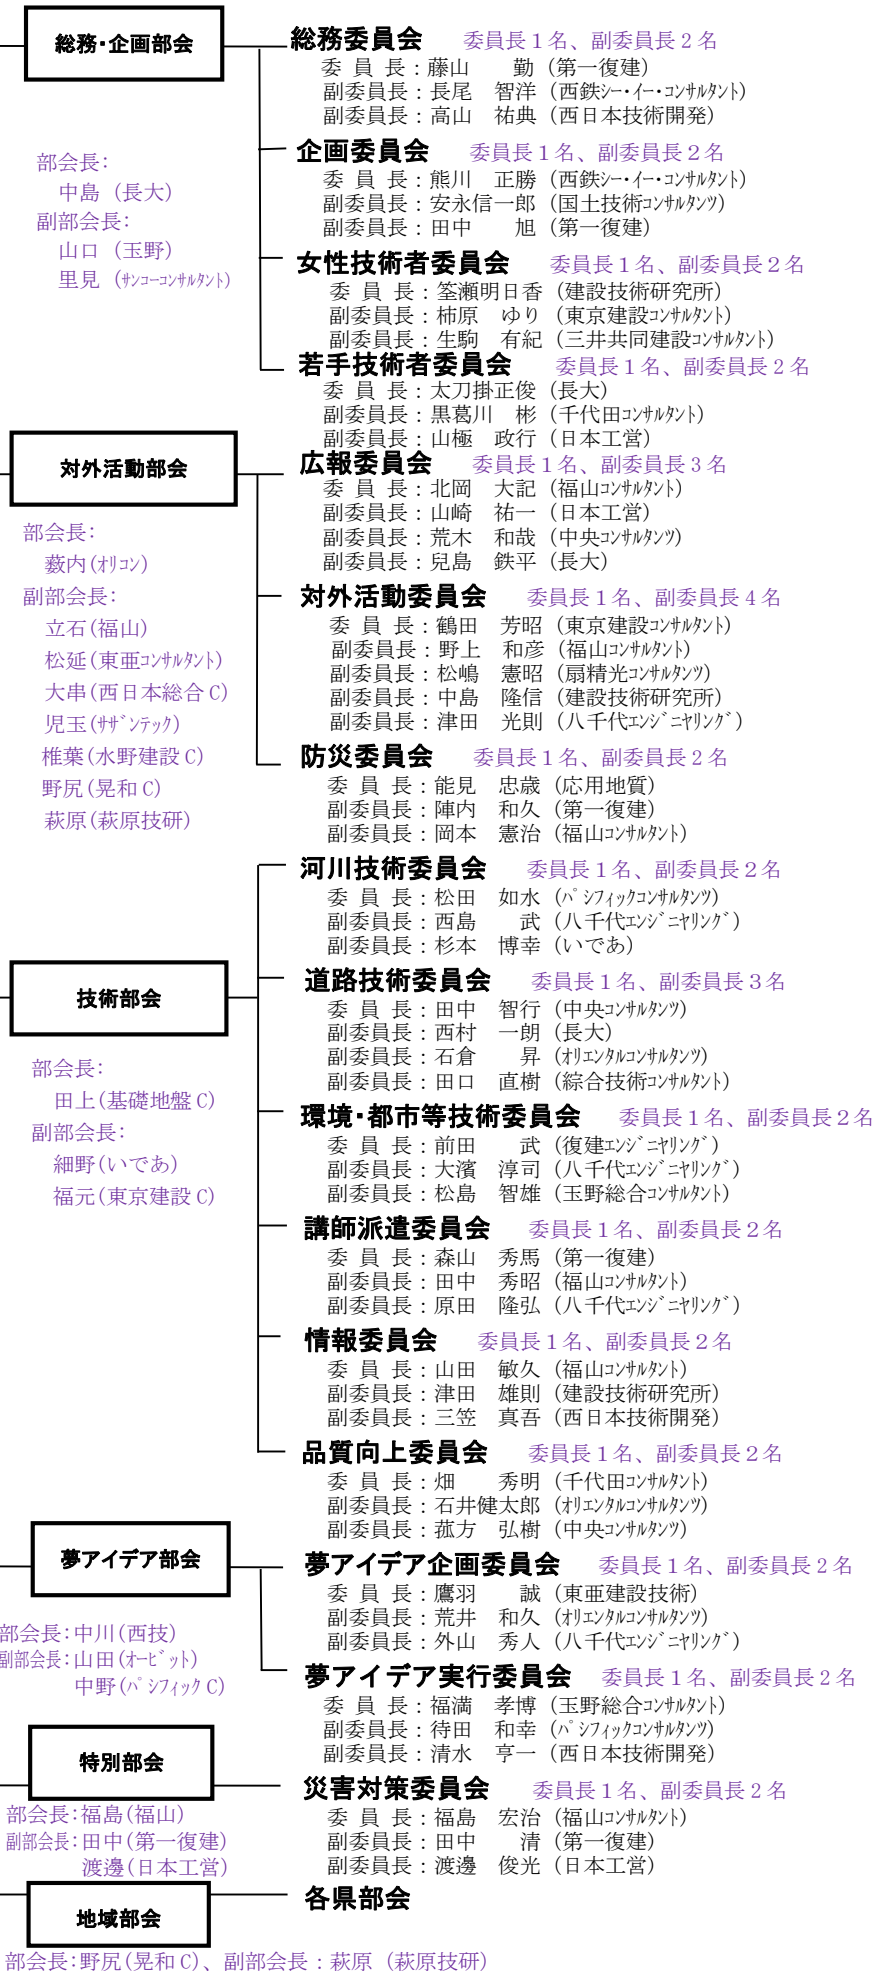 総務・企画部会
総務委員会　委員長１名、副委員長２名
委 員 長：藤山　　勤（第一復建）
副委員長：長尾　智洋（西鉄ｼｰ・ｲｰ・ｺﾝｻﾙﾀﾝﾄ）
副委員長：高山　祐典（西日本技術開発）
企画委員会　委員長１名、副委員長２名
委 員 長：熊川　正勝（西鉄ｼｰ・ｲｰ・ｺﾝｻﾙﾀﾝﾄ）
副委員長：安永信一郎（国土技術ｺﾝｻﾙﾀﾝﾂ）
副委員長：田中　　旭（第一復建）
部会長：
中島（長大）
副部会長：
山口（玉野）
里見（ｻﾝｺｰｺﾝｻﾙﾀﾝﾄ）
女性技術者委員会　委員長１名、副委員長２名
委 員 長：筌瀬明日香（建設技術研究所）
副委員長：柿原　ゆり（東京建設ｺﾝｻﾙﾀﾝﾄ）
副委員長：生駒　有紀（三井共同建設ｺﾝｻﾙﾀﾝﾄ）
若手技術者委員会　委員長１名、副委員長２名
委 員 長：太刀掛正俊（長大）
副委員長：黒葛川　彬（千代田ｺﾝｻﾙﾀﾝﾄ）
副委員長：山極　政行（日本工営）
対外活動部会
広報委員会　委員長１名、副委員長３名
委 員 長：北岡　大記（福山ｺﾝｻﾙﾀﾝﾄ）
副委員長：山崎　祐一（日本工営）
副委員長：荒木　和哉（中央ｺﾝｻﾙﾀﾝﾂ）
副委員長：兒島　鉄平（長大）
部会長：
薮内(ｵﾘｺﾝ)
副部会長：
立石(福山)
松延(東亜ｺﾝｻﾙﾀﾝﾄ)
大串(西日本総合C)
児玉(ｻｻﾞﾝﾃｯｸ)
椎葉(水野建設C)
野尻(晃和C)
萩原(萩原技研)
対外活動委員会　委員長１名、副委員長４名
委 員 長：鶴田　芳昭（東京建設ｺﾝｻﾙﾀﾝﾄ）
副委員長：野上　和彦（福山ｺﾝｻﾙﾀﾝﾄ）
副委員長：松嶋　憲昭（扇精光ｺﾝｻﾙﾀﾝﾂ）
副委員長：中島　隆信（建設技術研究所）
副委員長：津田　光則（八千代ｴﾝｼﾞﾆﾔﾘﾝｸﾞ）
防災委員会　委員長１名、副委員長２名
委 員 長：能見　忠歳（応用地質）
副委員長：陣内　和久（第一復建）
副委員長：岡本　憲治（福山ｺﾝｻﾙﾀﾝﾄ）
河川技術委員会　委員長１名、副委員長２名
委 員 長：松田　如水（ﾊﾟｼﾌｨｯｸｺﾝｻﾙﾀﾝﾂ）
副委員長：西島　　武（八千代ｴﾝｼﾞﾆﾔﾘﾝｸﾞ）
副委員長：杉本　博幸（いであ）
技術部会
道路技術委員会　委員長１名、副委員長３名
委 員 長：田中　智行（中央ｺﾝｻﾙﾀﾝﾂ）
副委員長：西村　一朗（長大）
副委員長：石倉　　昇（ｵﾘｴﾝﾀﾙｺﾝｻﾙﾀﾝﾂ）
副委員長：田口　直樹（綜合技術ｺﾝｻﾙﾀﾝﾄ）
部会長：
田上(基礎地盤C)
副部会長：
細野(いであ)
福元(東京建設C)
環境・都市等技術委員会　委員長１名、副委員長２名
委 員 長：前田　　武（復建ｴﾝｼﾞﾆﾔﾘﾝｸﾞ）
副委員長：大濱　淳司（八千代ｴﾝｼﾞﾆﾔﾘﾝｸﾞ）
副委員長：松島　智雄（玉野総合ｺﾝｻﾙﾀﾝﾄ）
講師派遣委員会　委員長１名、副委員長２名
委 員 長：森山　秀馬（第一復建）
副委員長：田中　秀昭（福山ｺﾝｻﾙﾀﾝﾄ）
副委員長：原田　隆弘（八千代ｴﾝｼﾞﾆﾔﾘﾝｸﾞ）
情報委員会　委員長１名、副委員長２名
委 員 長：山田　敏久（福山ｺﾝｻﾙﾀﾝﾄ）
副委員長：津田　雄則（建設技術研究所）
副委員長：三笠　真吾（西日本技術開発）
品質向上委員会　委員長１名、副委員長２名
委 員 長：畑　　秀明（千代田ｺﾝｻﾙﾀﾝﾄ）
副委員長：石井健太郎（ｵﾘｴﾝﾀﾙｺﾝｻﾙﾀﾝﾂ）
副委員長：菰方　弘樹（中央ｺﾝｻﾙﾀﾝﾂ）
夢アイデア部会
夢アイデア企画委員会　委員長１名、副委員長２名
委 員 長：鷹羽　　誠（東亜建設技術）
副委員長：荒井　和久（ｵﾘｴﾝﾀﾙｺﾝｻﾙﾀﾝﾂ）
副委員長：外山　秀人（八千代ｴﾝｼﾞﾆﾔﾘﾝｸﾞ）
部会長：中川(西技)
副部会長：山田(ｵｰﾋﾞｯﾄ)
中野(ﾊﾟｼﾌｨｯｸC)
夢アイデア実行委員会　委員長１名、副委員長２名
委 員 長：福満　孝博（玉野総合ｺﾝｻﾙﾀﾝﾄ）
副委員長：待田　和幸（ﾊﾟｼﾌｨｯｸｺﾝｻﾙﾀﾝﾂ）
副委員長：清水　亨一（西日本技術開発）
特別部会
災害対策委員会　委員長１名、副委員長２名
委 員 長：福島　宏治（福山ｺﾝｻﾙﾀﾝﾄ）
副委員長：田中　　清（第一復建）
副委員長：渡邊　俊光（日本工営）
部会長：福島(福山)
副部会長：田中(第一復建)
渡邊(日本工営)
地域部会
各県部会
部会長：野尻(晃和C)、副部会長：萩原（萩原技研）